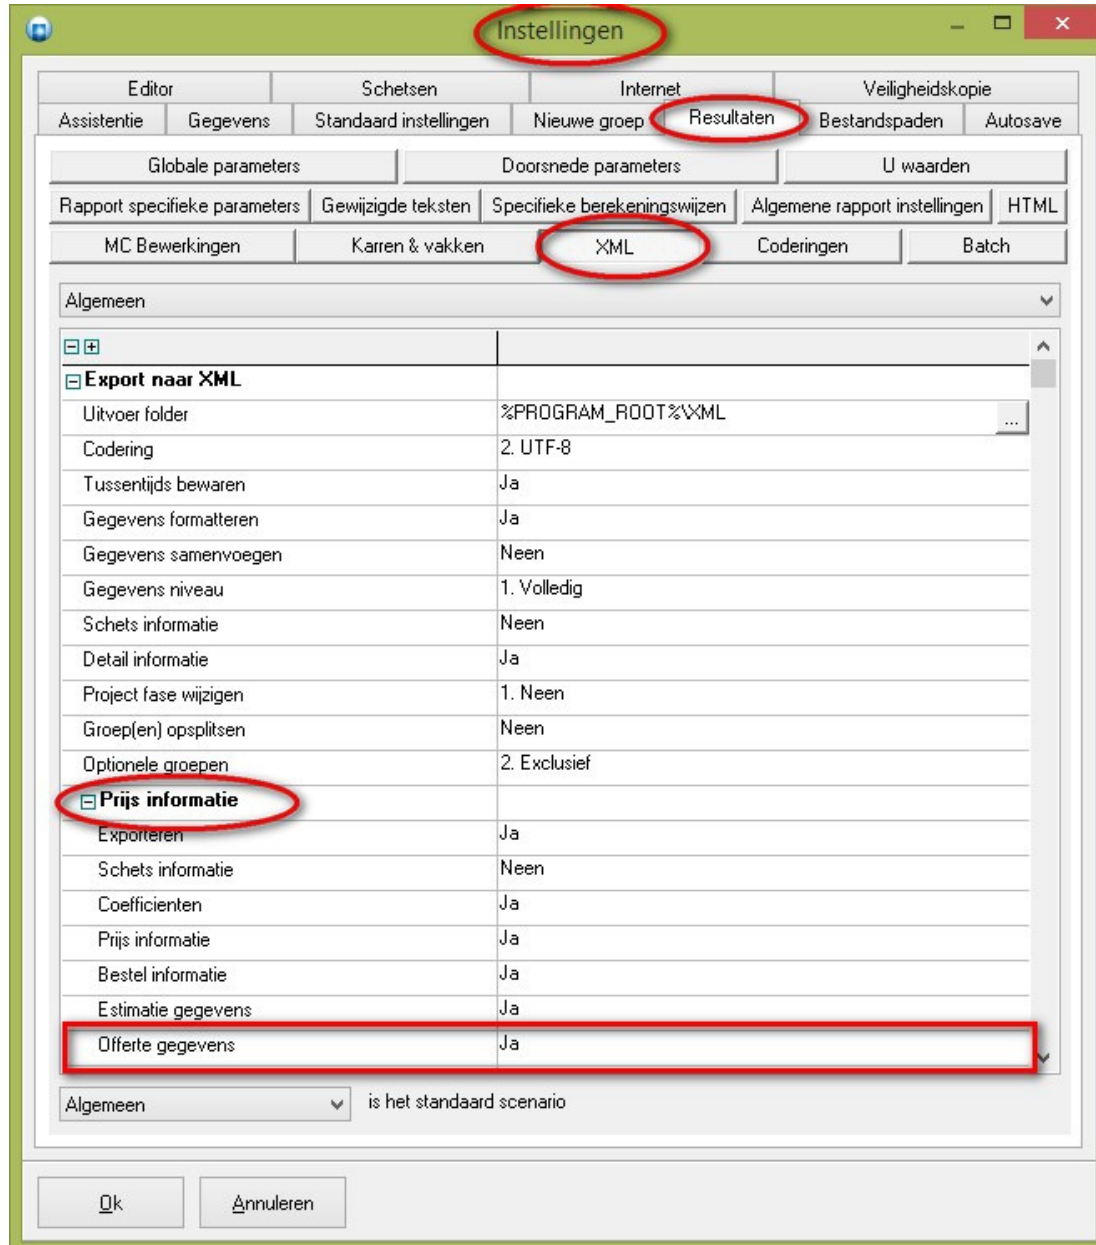 Instellingen
Editor Schetsen Internet Veiligheidskopie
Assistentie Gegevens Standaard instellingen Nieuwe groep Resultaten Bestandspaden Autosave
Globale parameters Doorsnede parameters U waarden
Rapport specifieke parameters Gewijzigde teksten Specifieke berekeningswijzen Algemene rapport instellingen HTML
MC Bewerkingen Karren & vakken XML Coderingen Batch
Algemeen
Export naar XML
Uitvoer folder %PROGRAM_ROOT%\XML ...
Codering 2. UTF-8
Tussentijds bewaren Ja
Gegevens formatteren Ja
Gegevens samenvoegen Neen
Gegevens niveau 1. Volledig
Schets informatie Neen
Detail informatie Ja
Project fase wijzigen 1. Neen
Groep(en) opsplitsen Neen
Optionele groepen 2. Exclusief
Prijs informatie
Exporteren Ja
Schets informatie Neen
Coefficienten Ja
Prijs informatie Ja
Bestel informatie Ja
Estimatie gegevens Ja
Offerte gegevens Ja
Algemeen is het standaard scenario
Ok Annuleren